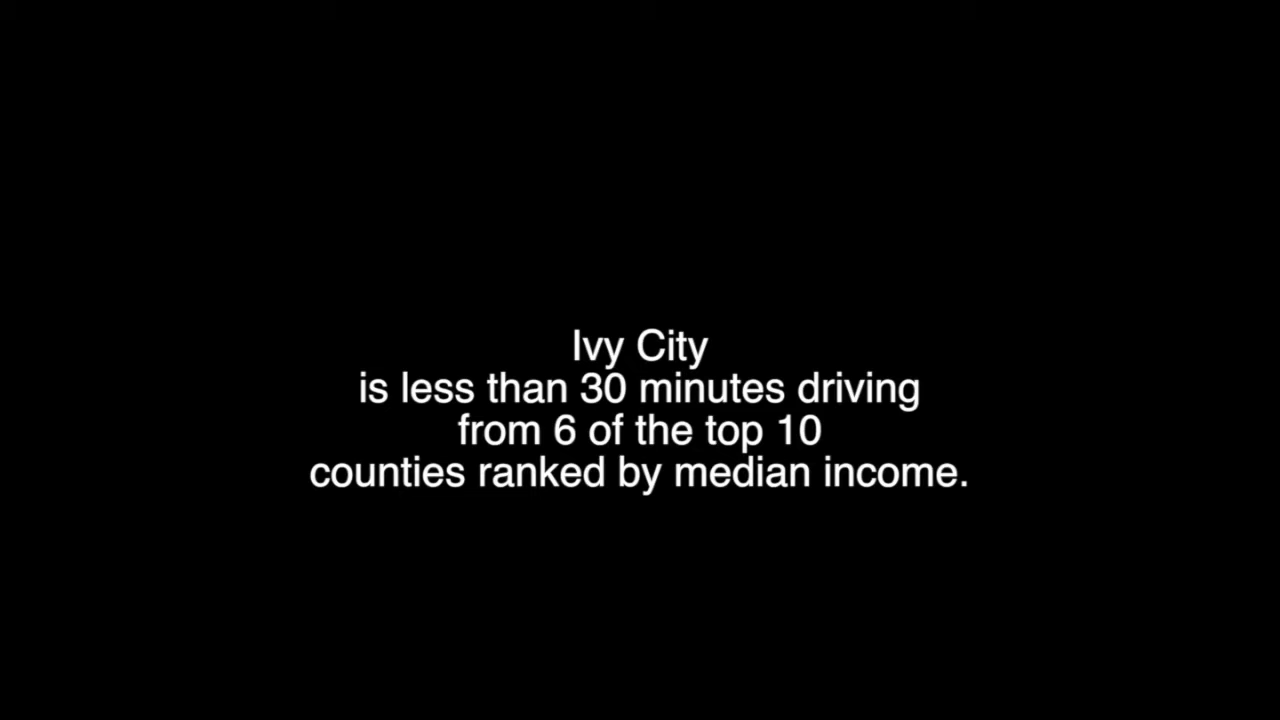 Ivy City
is less than 30 minutes driving
from 6 of the top 10
counties ranked by median income.